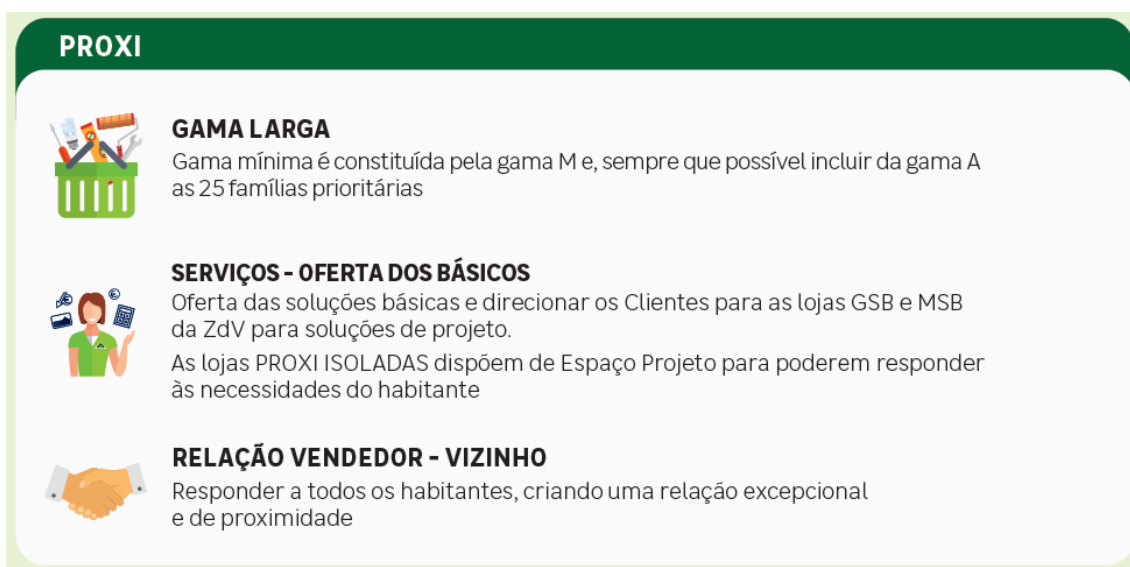 PROXI
GAMA LARGA
Gama mínima é constituída pela gama M e, sempre que possível incluir da gama A
as 25 famílias prioritárias
SERVIÇOS - OFERTA DOS BÁSICOS
Oferta das soluções básicas e direcionar os Clientes para as lojas GSB e MSB
da ZdV para soluções de projeto.
As lojas PROXI ISOLADAS dispõem de Espaço Projeto para poderem responder
às necessidades do habitante
RELAÇÃO VENDEDOR - VIZINHO
Responder a todos os habitantes, criando uma relação excepcional
e de proximidade